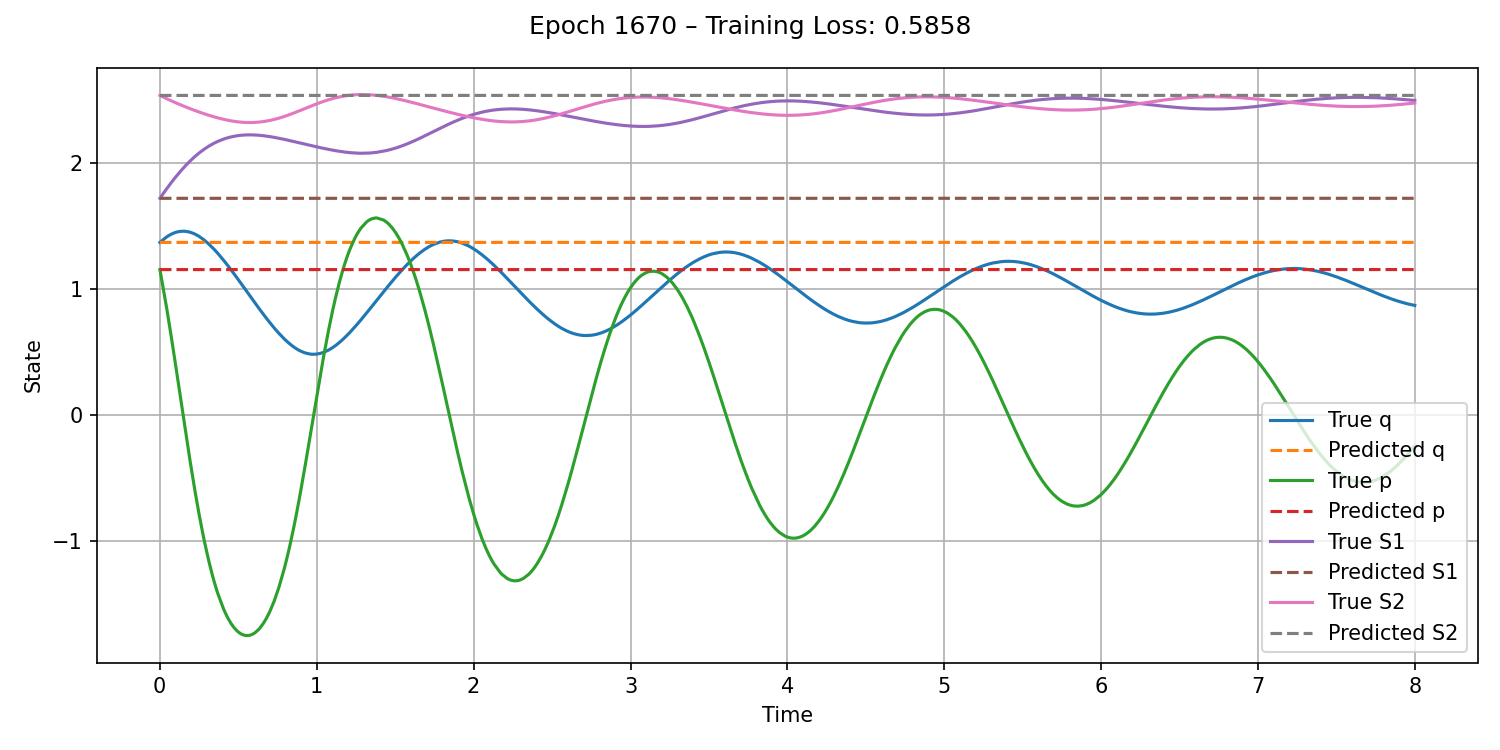 Epoch 1670 – Training Loss: 0.5858
State
2
1
0
−1
0 1 2 3 4 5 6 7 8
Time
True q
Predicted q
True p
Predicted p
True S1
Predicted S1
True S2
Predicted S2